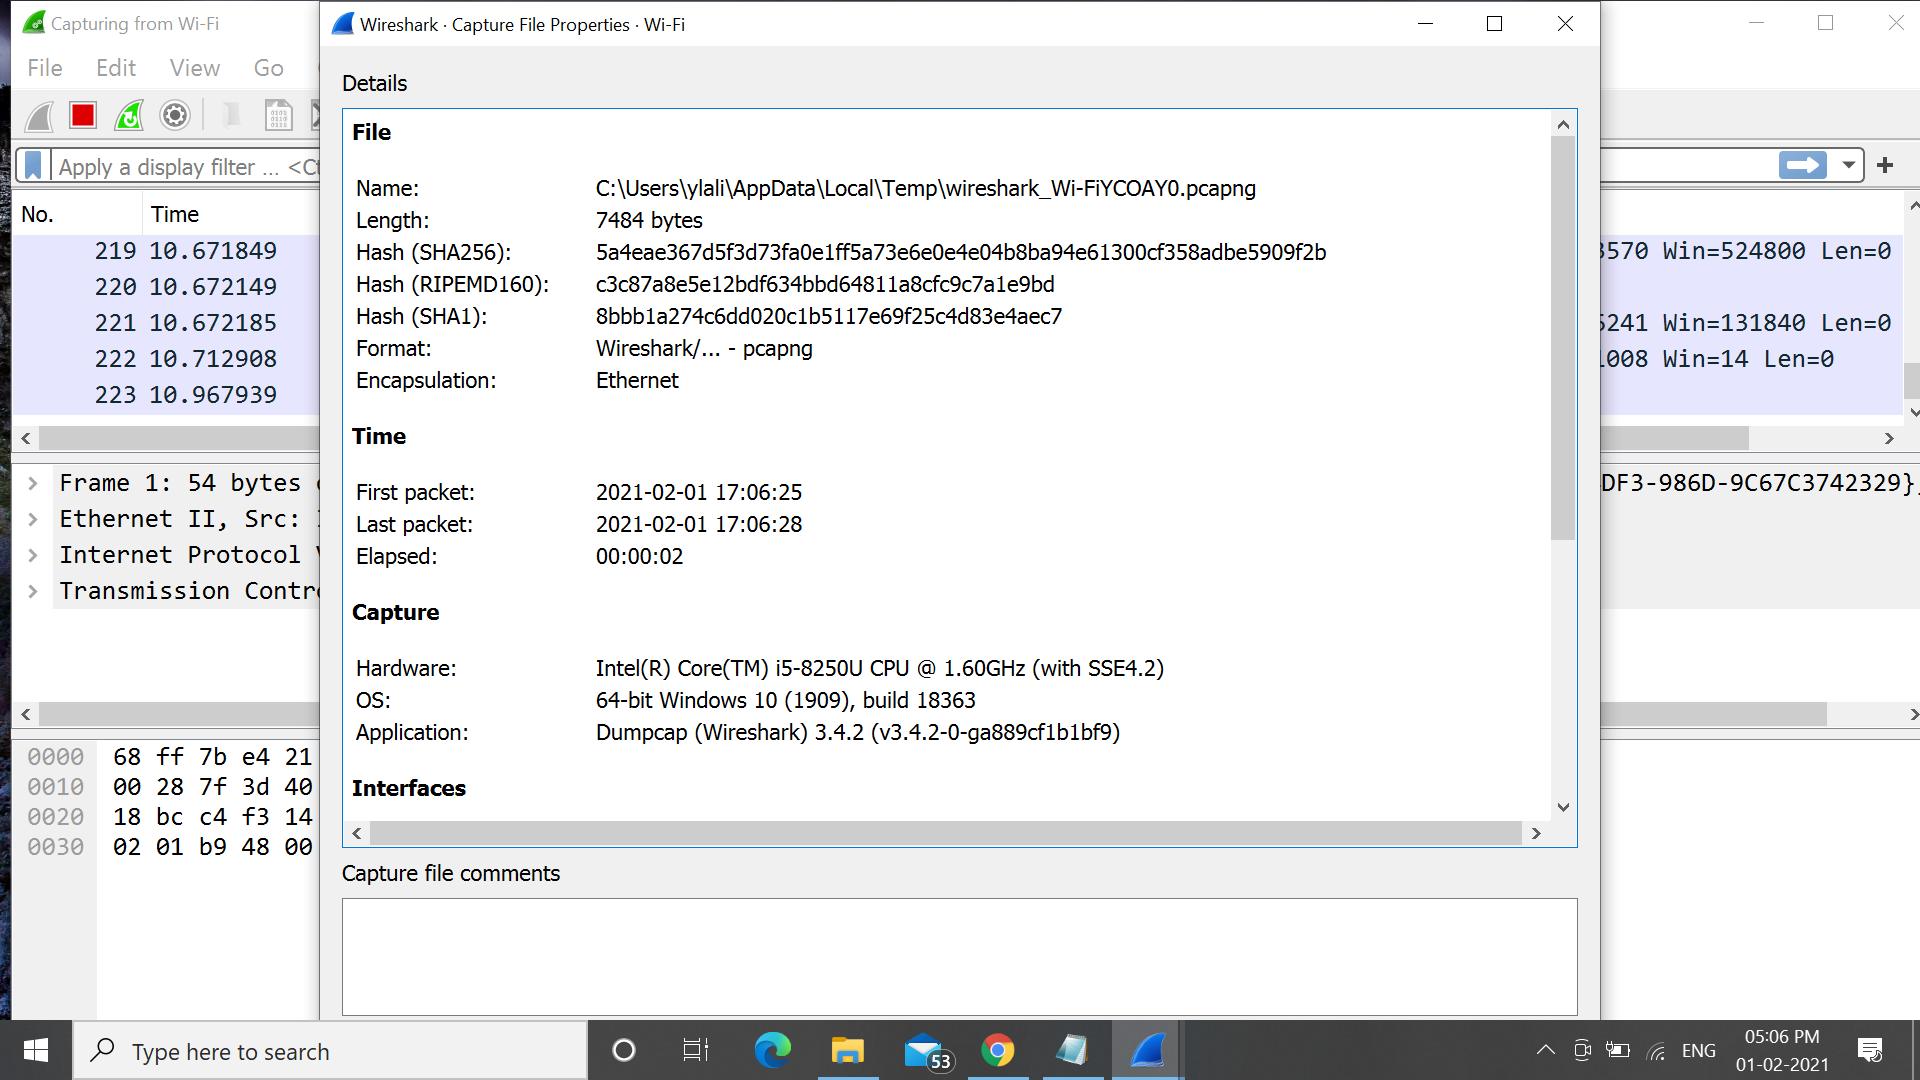 Capturing from Wi-Fi
File Edit View Go
Apply a display filter ... <Ct
No. Time
219 10.671849
220 10.672149
221 10.672185
222 10.712908
223 10.967939
Frame 1: 54 bytes
Ethernet II, Src:
Internet Protocol
Transmission Contr
0000 68 ff 7b e4 21
0010 00 28 7f 3d 40
0020 18 bc c4 f3 14
0030 02 01 b9 48 00
Wireshark · Capture File Properties · Wi-Fi
Details
File
Name: C:\Users\ylali\AppData\Local\Temp\wireshark_Wi-FiYCOAY0.pcapng
Length: 7484 bytes
Hash (SHA256): 5a4eae367d5f3d73fa0e1ff5a73e6e0e4e04b8ba94e61300cf358adbe5909f2b
Hash (RIPEMD160): c3c87a8e5e12bdf634bbd64811a8cfc9c7a1e9bd
Hash (SHA1): 8bbb1a274c6dd020c1b5117e69f25c4d83e4aec7
Format: Wireshark/... - pcapng
Encapsulation: Ethernet
Time
First packet: 2021-02-01 17:06:25
Last packet: 2021-02-01 17:06:28
Elapsed: 00:00:02
Capture
Hardware: Intel(R) Core(TM) i5-8250U CPU @ 1.60GHz (with SSE4.2)
OS: 64-bit Windows 10 (1909), build 18363
Application: Dumpcap (Wireshark) 3.4.2 (v3.4.2-0-ga889cf1b1bf9)
Interfaces
Capture file comments
3570 Win=524800 Len=0
5241 Win=131840 Len=0
1008 Win=14 Len=0
DF3-986D-9C67C3742329},
Type here to search
53
ENG
05:06 PM
01-02-2021